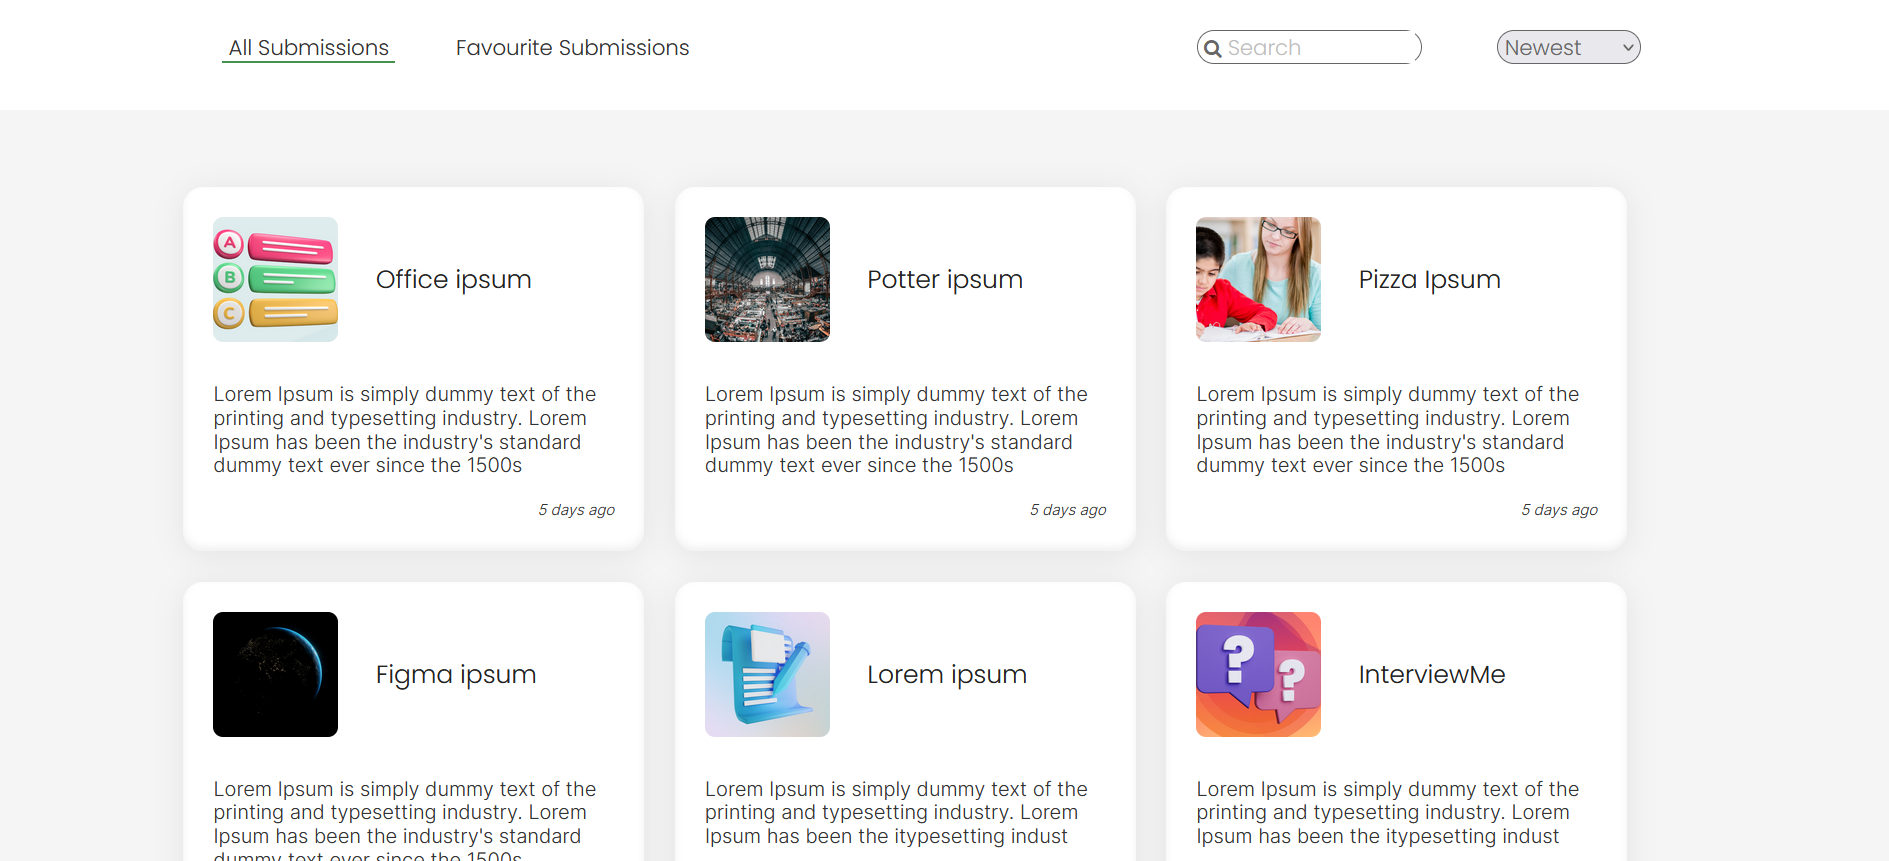 All Submissions Favourite Submissions Search Newest
A
B
C
Office ipsum
Potter ipsum
Pizza Ipsum
Lorem Ipsum is simply dummy text of the
printing and typesetting industry. Lorem
Ipsum has been the industry's standard
dummy text ever since the 1500s
5 days ago
Lorem Ipsum is simply dummy text of the
printing and typesetting industry. Lorem
Ipsum has been the industry's standard
dummy text ever since the 1500s
5 days ago
Lorem Ipsum is simply dummy text of the
printing and typesetting industry. Lorem
Ipsum has been the industry's standard
dummy text ever since the 1500s
5 days ago
Figma ipsum
Lorem ipsum
? ?
InterviewMe
Lorem Ipsum is simply dummy text of the
printing and typesetting industry. Lorem
Ipsum has been the industry's standard
dummy text ever since the 1500s
Lorem Ipsum is simply dummy text of the
printing and typesetting industry. Lorem
Ipsum has been the itypesetting indust
Lorem Ipsum is simply dummy text of the
printing and typesetting industry. Lorem
Ipsum has been the itypesetting indust